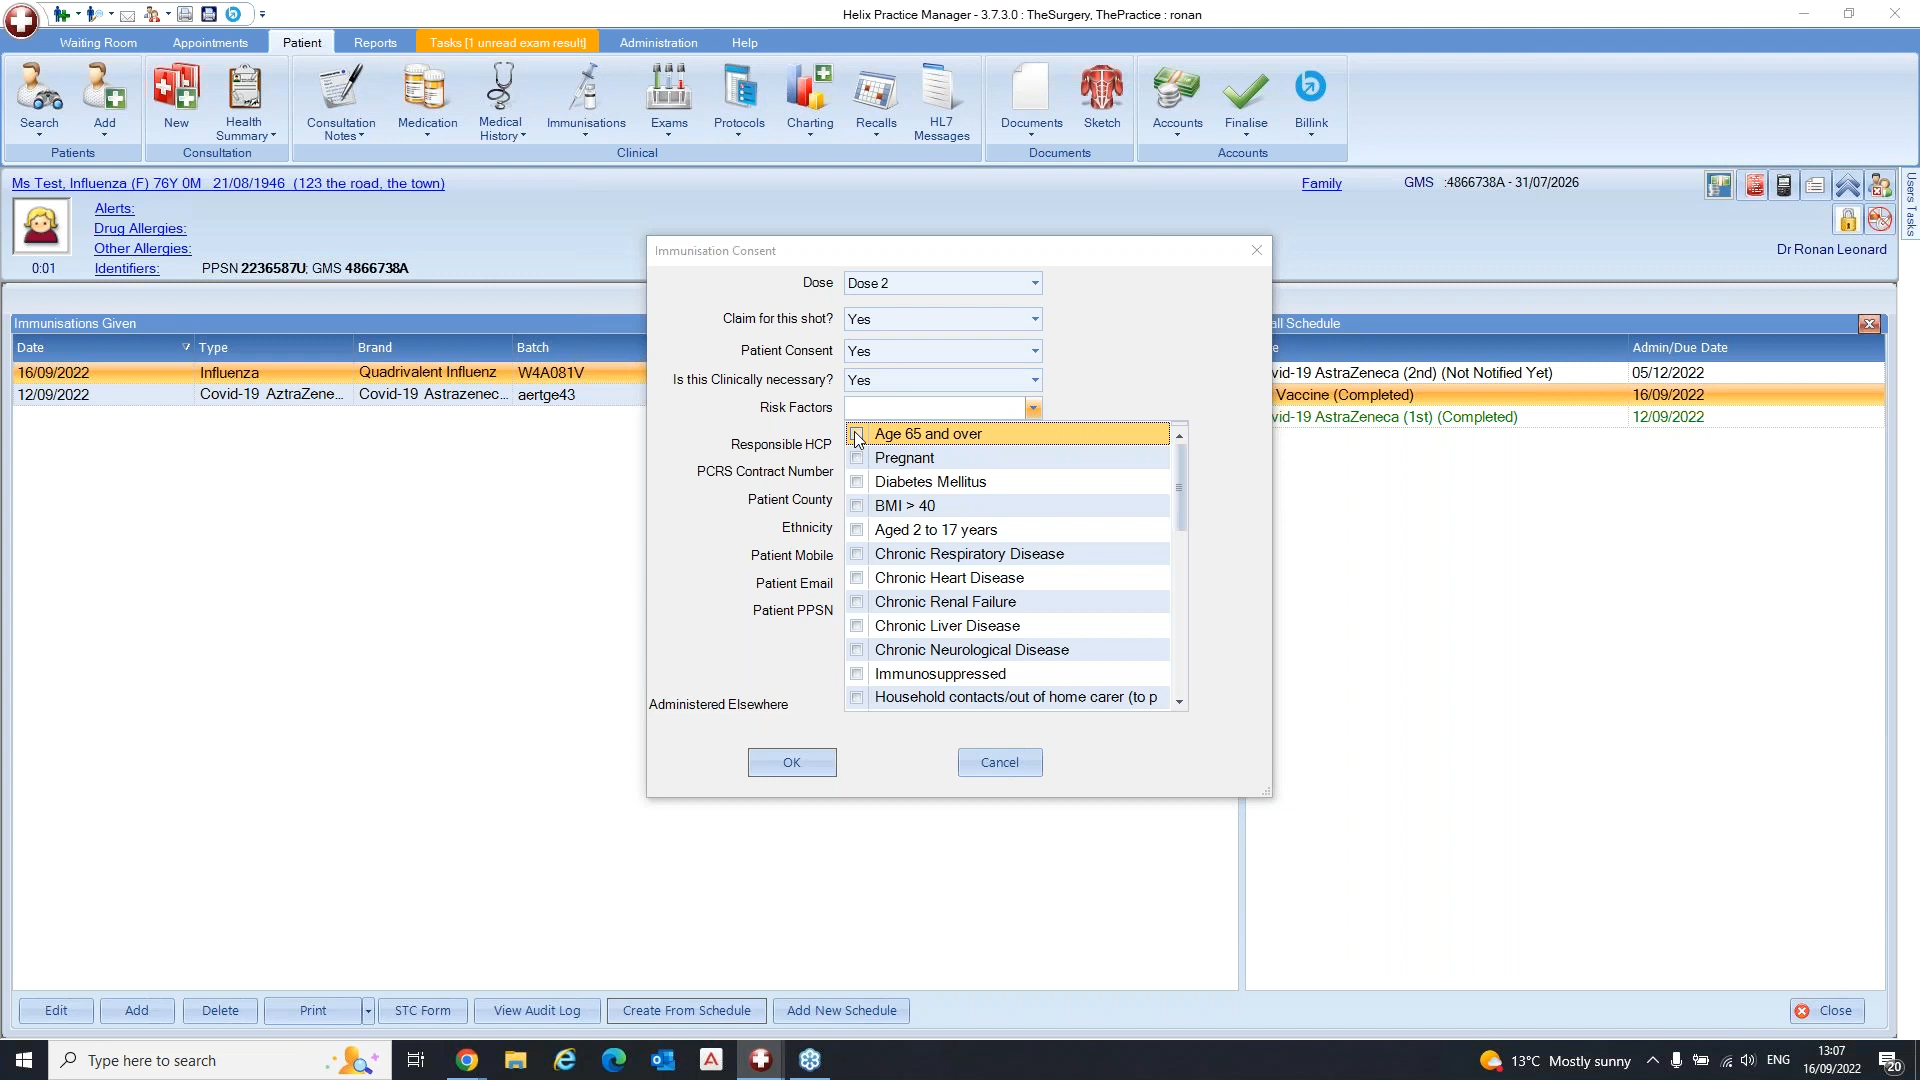 Helix Practice Manager - 3.7.3.0 : TheSurgery, ThePractice : ronan
Waiting Room Appointments Patient Reports Tasks [1 unread exam result] Administration Help
Search Add New Health Summary Consultation Notes Medication Medical History Immunisations Exams Protocols Charting Recalls HL7 Messages Documents Sketch Accounts Finalise Billink
Patients Consultation Clinical Documents Accounts
Ms Test, Influenza (F) 76Y 0M 21/08/1946 (123 the road, the town) Family GMS :4866738A - 31/07/2026
Users Tasks
Alerts:
Drug Allergies:
Other Allergies: Dr Ronan Leonard
0:01 Identifiers: PPSN 2236587U; GMS 4866738A
Immunisation Consent
Dose Dose 2
Claim for this shot? Yes
Patient Consent Yes
Is this Clinically necessary? Yes
Risk Factors
Responsible HCP
PCRS Contract Number
Patient County
Ethnicity
Patient Mobile
Patient Email
Patient PPSN
Administered Elsewhere
Age 65 and over
Pregnant
Diabetes Mellitus
BMI > 40
Aged 2 to 17 years
Chronic Respiratory Disease
Chronic Heart Disease
Chronic Renal Failure
Chronic Liver Disease
Chronic Neurological Disease
Immunosuppressed
Household contacts/out of home carer (to p
OK Cancel
Immunisations Given
Date Type Brand Batch
16/09/2022 Influenza Quadrivalent Influenz W4A081V
12/09/2022 Covid-19 AztraZene... Covid-19 Astrazenec... aertge43
all Schedule
e Admin/Due Date
vid-19 AstraZeneca (2nd) (Not Notified Yet) 05/12/2022
Vaccine (Completed) 16/09/2022
vid-19 AstraZeneca (1st) (Completed) 12/09/2022
Edit Add Delete Print STC Form View Audit Log Create From Schedule Add New Schedule Close
Type here to search 13°C Mostly sunny ENG 13:07
16/09/2022 20